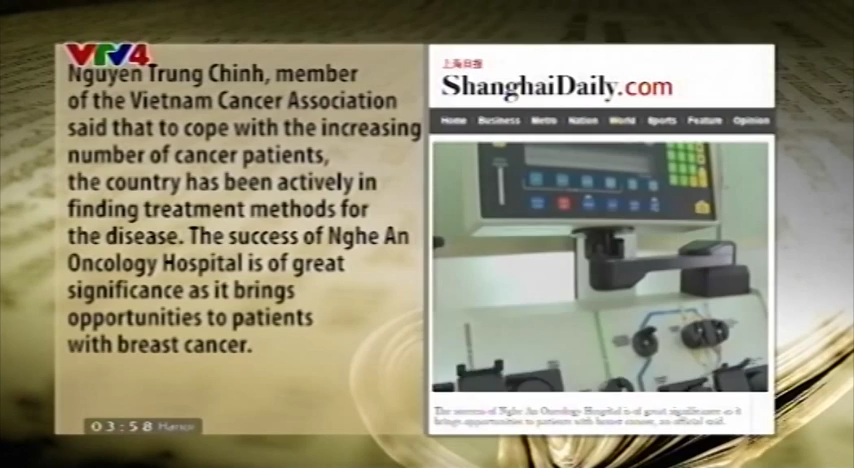 VTV4
Nguyen Trung Chinh, member
of the Vietnam Cancer Association
said that to cope with the increasing
number of cancer patients,
the country has been actively in
finding treatment methods for
the disease. The success of Nghe An
Oncology Hospital is of great
significance as it brings
opportunities to patients
with breast cancer.
03:58 Hanoi
上海日报
ShanghaiDaily.com
Home Business Metro Nation World Sports Feature Opinion
The success of Nghe An Oncology Hospital is of great significance as it
brings opportunities to patients with breast cancer, an official said.